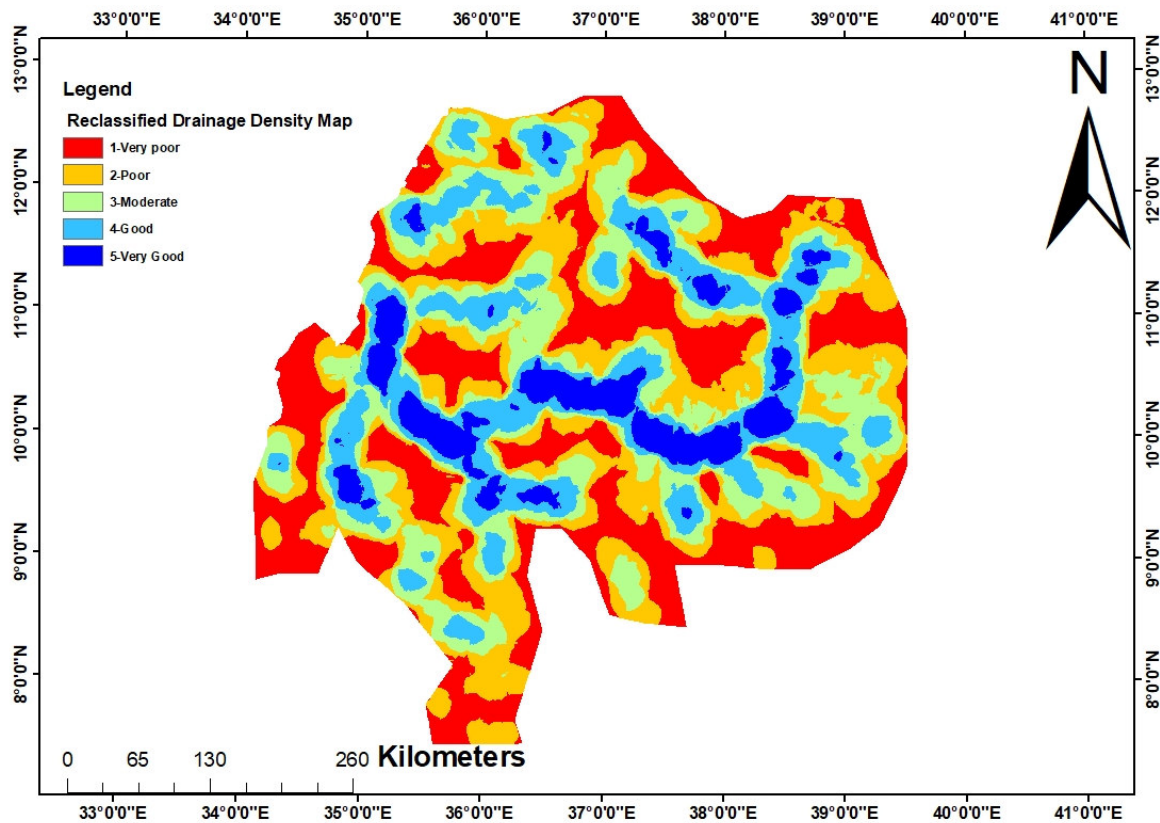 33°0'0"E 34°0'0"E 35°0'0"E 36°0'0"E 37°0'0"E 38°0'0"E 39°0'0"E 40°0'0"E 41°0'0"E
13°0'0"N
12°0'0"N
11°0'0"N
10°0'0"N
9°0'0"N
8°0'0"N
Legend
Reclassified Drainage Density Map
1-Very poor
2-Poor
3-Moderate
4-Good
5-Very Good
N
13°0'0"N
12°0'0"N
11°0'0"N
10°0'0"N
9°0'0"N
8°0'0"N
0 65 130 260 Kilometers
33°0'0"E 34°0'0"E 35°0'0"E 36°0'0"E 37°0'0"E 38°0'0"E 39°0'0"E 40°0'0"E 41°0'0"E